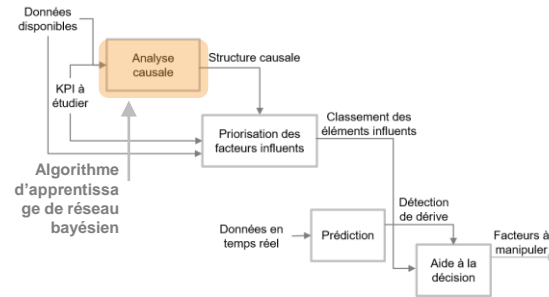 Données
disponibles
Analyse
causale
Structure causale
KPI à
étudier
Priorisation des
facteurs influents
Classement des
éléments influents
Algorithme
d'apprentissa
ge de réseau
bayésien
Données en
temps réel
Prédiction
Détection
de dérive
Aide à la
décision
Facteurs à
manipuler